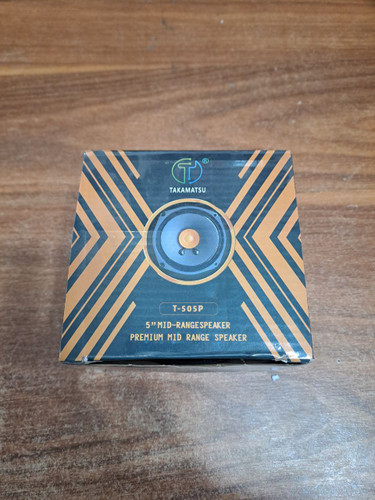 T
®
TAKAMATSU
T-505P
5" MID-RANGESPEAKER
PREMIUM MID RANGE SPEAKER